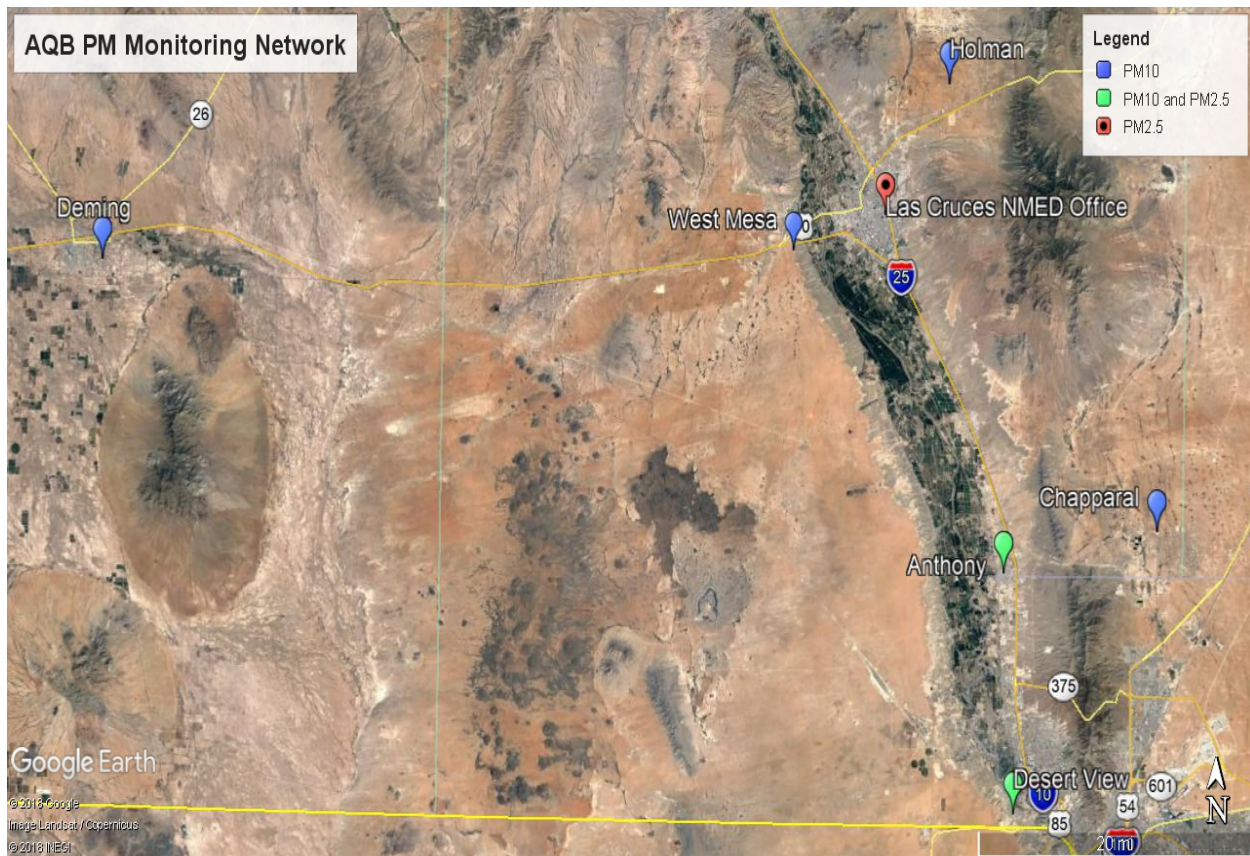 AQB PM Monitoring Network
Legend
PM10
PM10 and PM2.5
PM2.5
Holman
26
Deming
West Mesa
Las Cruces NMED Office
25
Chapparal
Anthony
375
Google Earth
Desert View
10
601
54
85
N
© 2018 Google
Image Landsat / Copernicus
© 2018 INEGI